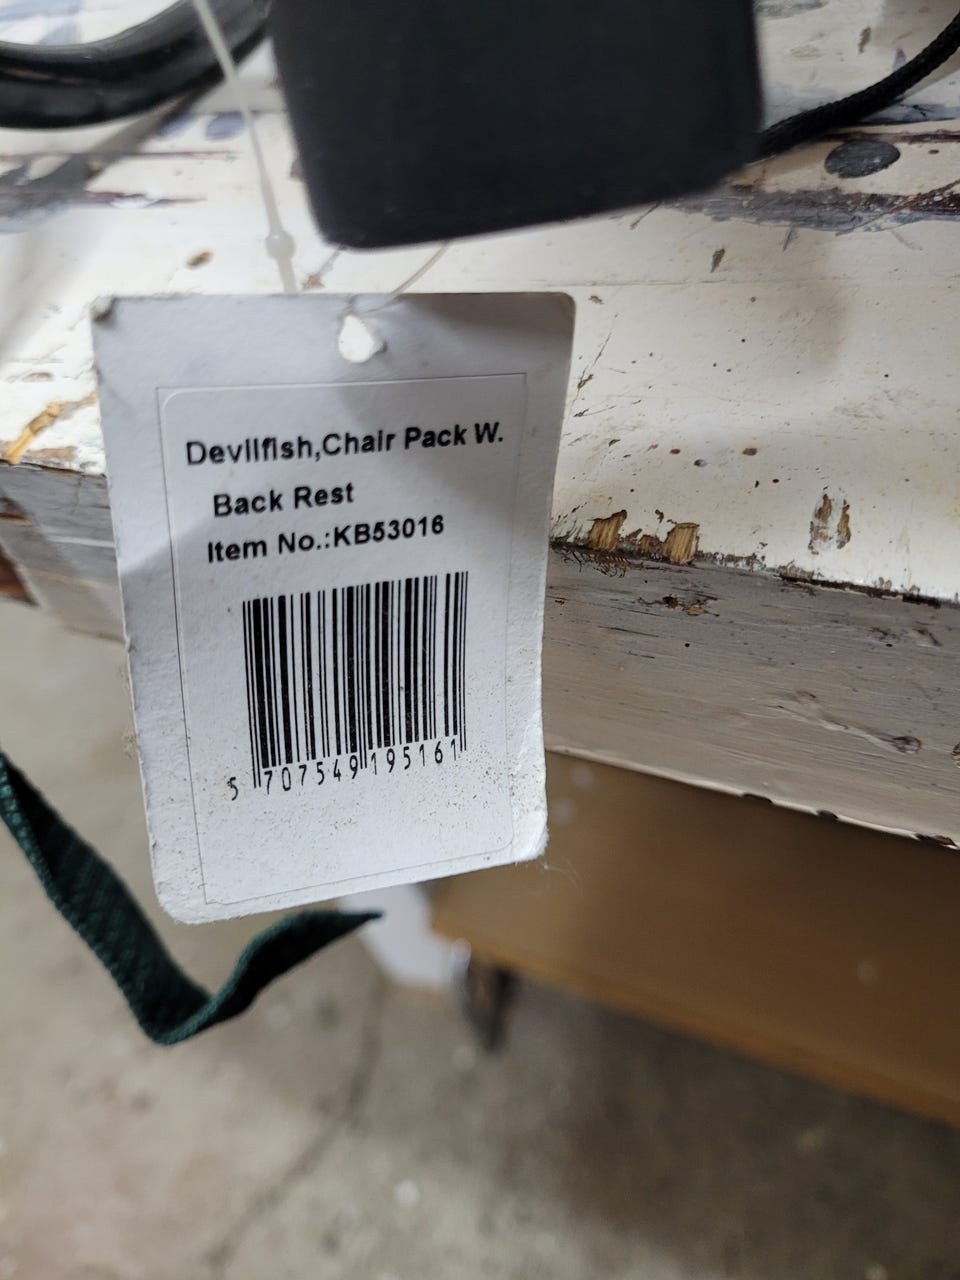 Devilfish,Chair Pack W.
Back Rest
Item No.:KB53016
5 707549 195161